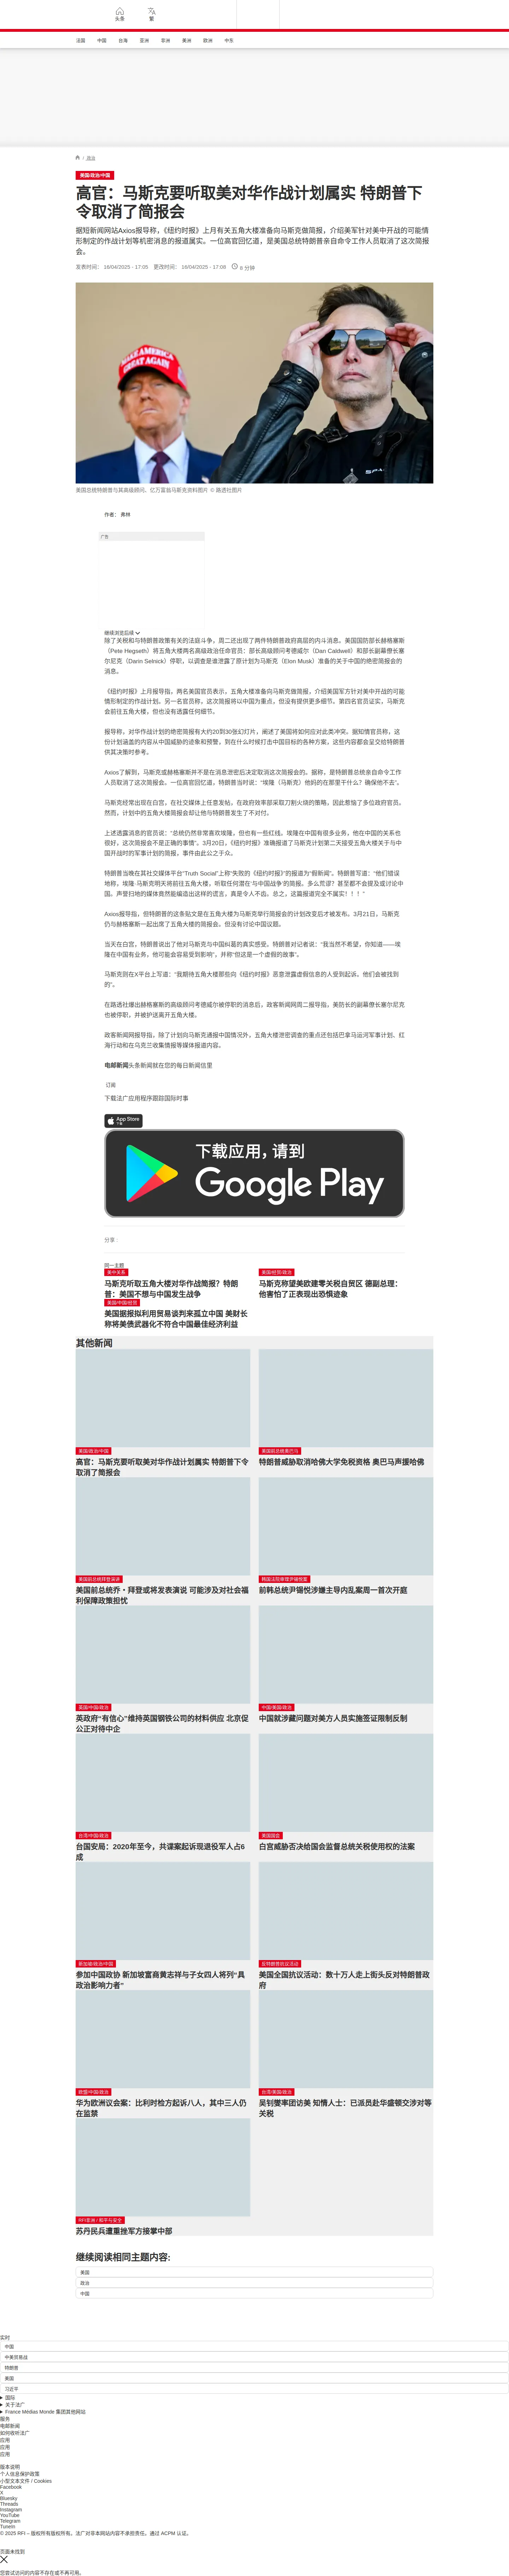 头条
繁
法国
中国
台海
亚洲
非洲
美洲
欧洲
中东
/ 政治
美国/政治/中国
高官：马斯克要听取美对华作战计划属实 特朗普下
令取消了简报会
据短新闻网站Axios报导称，《纽约时报》上月有关五角大楼准备向马斯克做简报，介绍美军针对美中开战的可能情
形制定的作战计划等机密消息的报道属实。一位高官回忆道，是美国总统特朗普亲自命令工作人员取消了这次简报
会。
发表时间： 16/04/2025 - 17:05 更改时间： 16/04/2025 - 17:08 6 分钟
MAKE AMERICA GREAT AGAIN
美国总统特朗普与其高级顾问、亿万富翁马斯克资料图片 © 路透社图片
作者： 弗林
广告
继续浏览后续
除了关税和与特朗普政策有关的法庭斗争，周二还出现了两件特朗普政府高层的内斗消息。美国国防部长赫格塞斯
（Pete Hegseth）将五角大楼两名高级政治任命官员：部长高级顾问考德威尔（Dan Caldwell）和部长副幕僚长塞
尔尼克（Darin Selnick）停职，以调查是谁泄露了原计划为马斯克（Elon Musk）准备的关于中国的绝密简报会的
消息。
《纽约时报》上月报导指，两名美国官员表示，五角大楼准备向马斯克做简报，介绍美国军方针对美中开战的可能
情形制定的作战计划。另一名官员称，这次简报将以中国为重点，但没有提供更多细节。第四名官员证实，马斯克
会前往五角大楼，但也没有透露任何细节。
报导称，对华作战计划的绝密简报有大约20到30张幻灯片，阐述了美国将如何应对此类冲突。据知情官员称，这
份计划涵盖的内容从中国威胁的迹象和预警，到在什么时候打击中国目标的各种方案，这些内容都会呈交给特朗普
供其决策时参考。
Axios了解到，马斯克或赫格塞斯并不是在消息泄密后决定取消这次简报会的。据称，是特朗普总统亲自命令工作
人员取消了这次简报会。一位高官回忆道，特朗普当时说：“埃隆（马斯克）他妈的在那里干什么？确保他不去”。
马斯克经常出现在白宫，在社交媒体上任意发帖，在政府效率部采取刀割火烧的策略，因此惹恼了多位政府官员。
然而，计划中的五角大楼简报会却让他与特朗普发生了不对付。
上述透露消息的官员说：“总统仍然非常喜欢埃隆，但也有一些红线。埃隆在中国有很多业务，他在中国的关系也
很好，这次简报会不是正确的事情”。3月20日，《纽约时报》准确报道了马斯克计划第二天接受五角大楼关于与中
国开战时的军事计划的简报，事件由此公之于众。
特朗普当晚在其社交媒体平台“Truth Social”上称“失败的《纽约时报》”的报道为“假新闻”。特朗普写道：“他们错误
地称，埃隆·马斯克明天将前往五角大楼，听取任何潜在‘与中国战争’的简报。多么荒谬？甚至都不会提及或讨论中
国。声誉扫地的媒体竟然能编造出这样的谎言，真是令人不齿。总之，这篇报道完全不属实！！！”
Axios报导指，但特朗普的这条贴文是在五角大楼为马斯克举行简报会的计划改变后才被发布。3月21日，马斯克
仍与赫格塞斯一起出席了五角大楼的简报会。但没有讨论中国议题。
当天在白宫，特朗普说出了他对马斯克与中国纠葛的真实感受。特朗普对记者说：“我当然不希望，你知道——埃
隆在中国有业务，他可能会容易受到影响”，并称“但这是一个虚假的故事”。
马斯克则在X平台上写道：“我期待五角大楼那些向《纽约时报》恶意泄露虚假信息的人受到起诉。他们会被找到
的”。
在路透社爆出赫格塞斯的高级顾问考德威尔被停职的消息后，政客新闻网周二报导指，美防长的副幕僚长塞尔尼克
也被停职，并被护送离开五角大楼。
政客新闻网报导指，除了计划向马斯克通报中国情况外，五角大楼泄密调查的重点还包括巴拿马运河军事计划、红
海行动和在乌克兰收集情报等媒体报道内容。
电邮新闻头条新闻就在您的每日新闻信里
订阅
下载法广应用程序跟踪国际时事
App Store
下载
下载应用，请到
Google Play
分享 :
同一主题
美中关系
马斯克听取五角大楼对华作战简报？特朗
普：美国不想与中国发生战争
美国/经贸/政治
马斯克称望美欧建零关税自贸区 德副总理：
他害怕了正表现出恐惧迹象
美国/中国/经贸
美国据报拟利用贸易谈判来孤立中国 美财长
称将美债武器化不符合中国最佳经济利益
其他新闻
美国/政治/中国
高官：马斯克要听取美对华作战计划属实 特朗普下令
取消了简报会
美国前总统奥巴马
特朗普威胁取消哈佛大学免税资格 奥巴马声援哈佛
美国前总统拜登演讲
美国前总统乔・拜登或将发表演说 可能涉及对社会福
利保障政策担忧
韩国法院审理尹锡悦案
前韩总统尹锡悦涉嫌主导内乱案周一首次开庭
英国/中国/政治
英政府“有信心”维持英国钢铁公司的材料供应 北京促
公正对待中企
中国/美国/政治
中国就涉藏问题对美方人员实施签证限制反制
台湾/中国/政治
台国安局：2020年至今，共谍案起诉现退役军人占6
成
美国国会
白宫威胁否决给国会监督总统关税使用权的法案
新加坡/政治/中国
参加中国政协 新加坡富商黄志祥与子女四人将列“具
政治影响力者”
反特朗普抗议活动
美国全国抗议活动：数十万人走上街头反对特朗普政
府
欧盟/中国/政治
华为欧洲议会案：比利时检方起诉八人，其中三人仍
在监禁
台湾/美国/政治
吴钊燮率团访美 知情人士：已派员赴华盛顿交涉对等
关税
RFI非洲 / 和平与安全
苏丹民兵遭重挫军方接掌中部
继续阅读相同主题内容:
美国
政治
中国
实时
中国
中美贸易战
特朗普
美国
习近平
国际
关于法广
France Médias Monde 集团其他网站
服务
电邮新闻
如何收听法广
应用
应用
应用
版本说明
个人信息保护政策
小型文本文件 / Cookies
Facebook
X
Bluesky
Threads
Instagram
YouTube
Telegram
TuneIn
© 2025 RFI – 版权所有版权所有。法广对非本网站内容不承担责任。通过 ACPM 认证。
页面未找到
您尝试访问的内容不存在或不再可用。